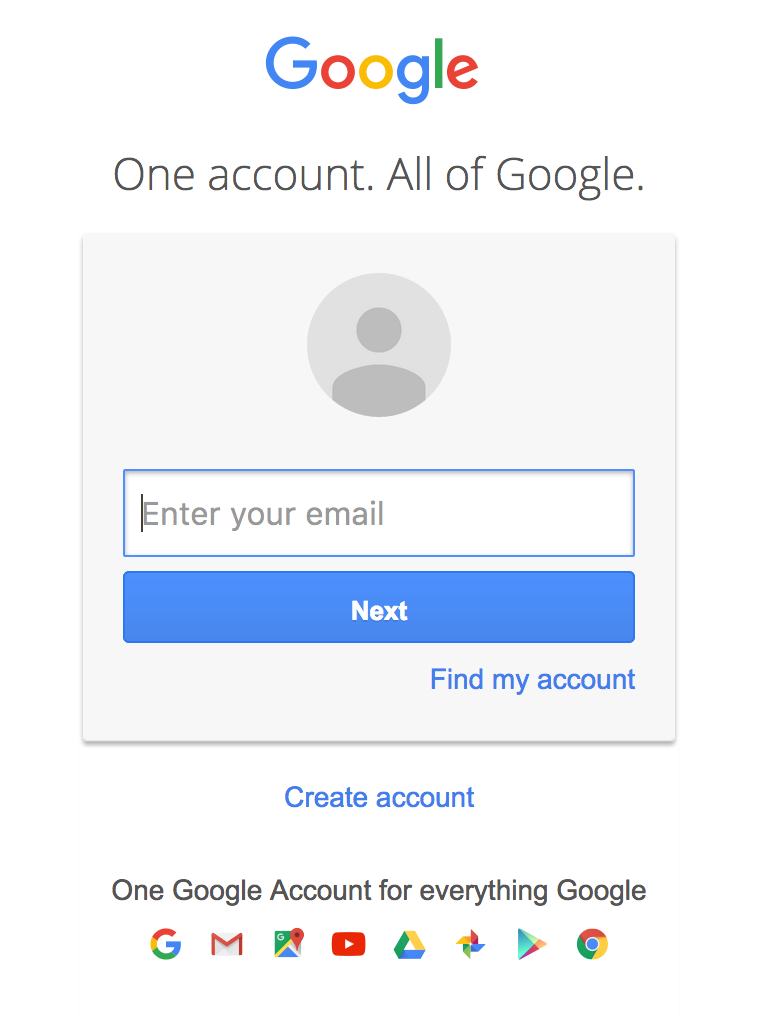 Google
One account. All of Google.
Enter your email
Next
Find my account
Create account
One Google Account for everything Google